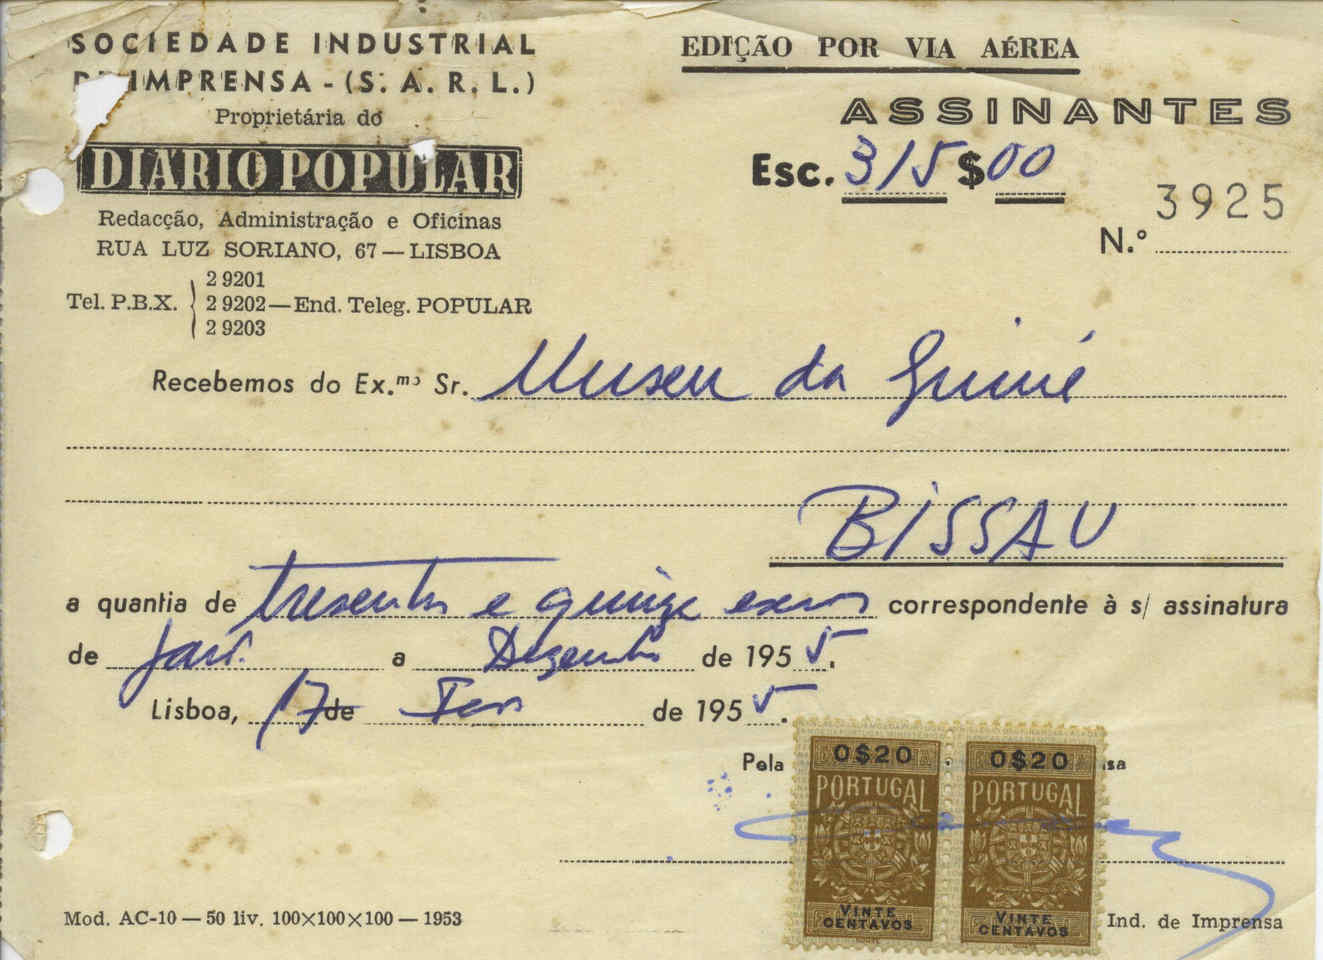 SOCIEDADE INDUSTRIAL
IMPRENSA - (S. A. R. L.)
Proprietária do
DIÁRIO POPULAR
Redacção, Administração e Oficinas
RUA LUZ SORIANO, 67 — LISBOA
Tel. P.B.X. 2 9201
2 9202 — End. Teleg. POPULAR
2 9203
EDIÇÃO POR VIA AÉREA
ASSINANTES
Esc. 315 $ 00
N.º 3925
Recebemos do Ex.mo Sr. Museu da Guiné
BISSAU
a quantia de tresentos e quinze escudos correspondente à s/ assinatura
de Jan. a Dezembro de 1955.
Lisboa, 17 de de 1955.
Pela
0$20
PORTUGAL
VINTE
CENTAVOS
0$20
PORTUGAL
VINTE
CENTAVOS
Ind. de Imprensa
Mod. AC-10 — 50 liv. 100×100×100 — 1953